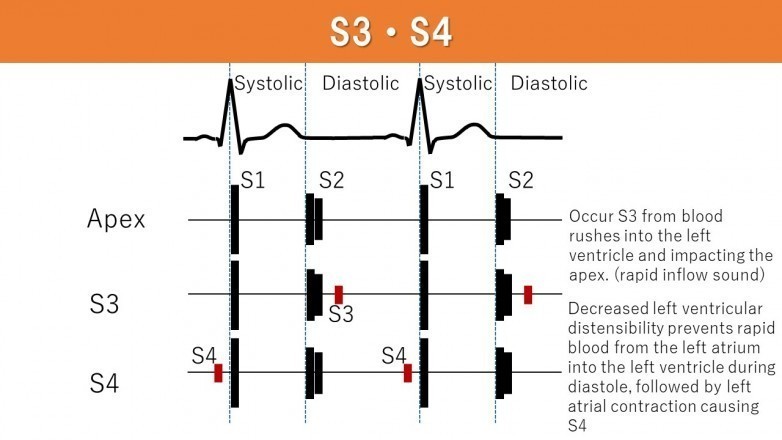 S3・S4
Systolic Diastolic Systolic Diastolic
S1 S2 S1 S2
Apex
Occur S3 from blood
rushes into the left
ventricle and impacting the
apex. (rapid inflow sound)
S3
S3
Decreased left ventricular
distensibility prevents rapid
blood from the left atrium
into the left ventricle during
diastole, followed by left
atrial contraction causing
S4
S4 S4
S4